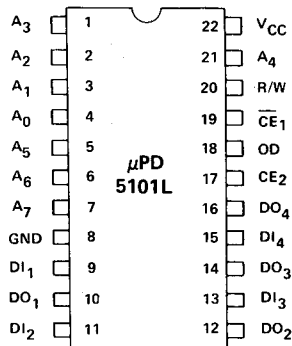 A3 1 22 VCC
A2 2 21 A4
A1 3 20 R/W
A0 4 19 C̅E̅1
A5 5 18 OD
A6 6 μPD 17 CE2
A7 7 5101L 16 DO4
GND 8 15 DI4
DI1 9 14 DO3
DO1 10 13 DI3
DI2 11 12 DO2